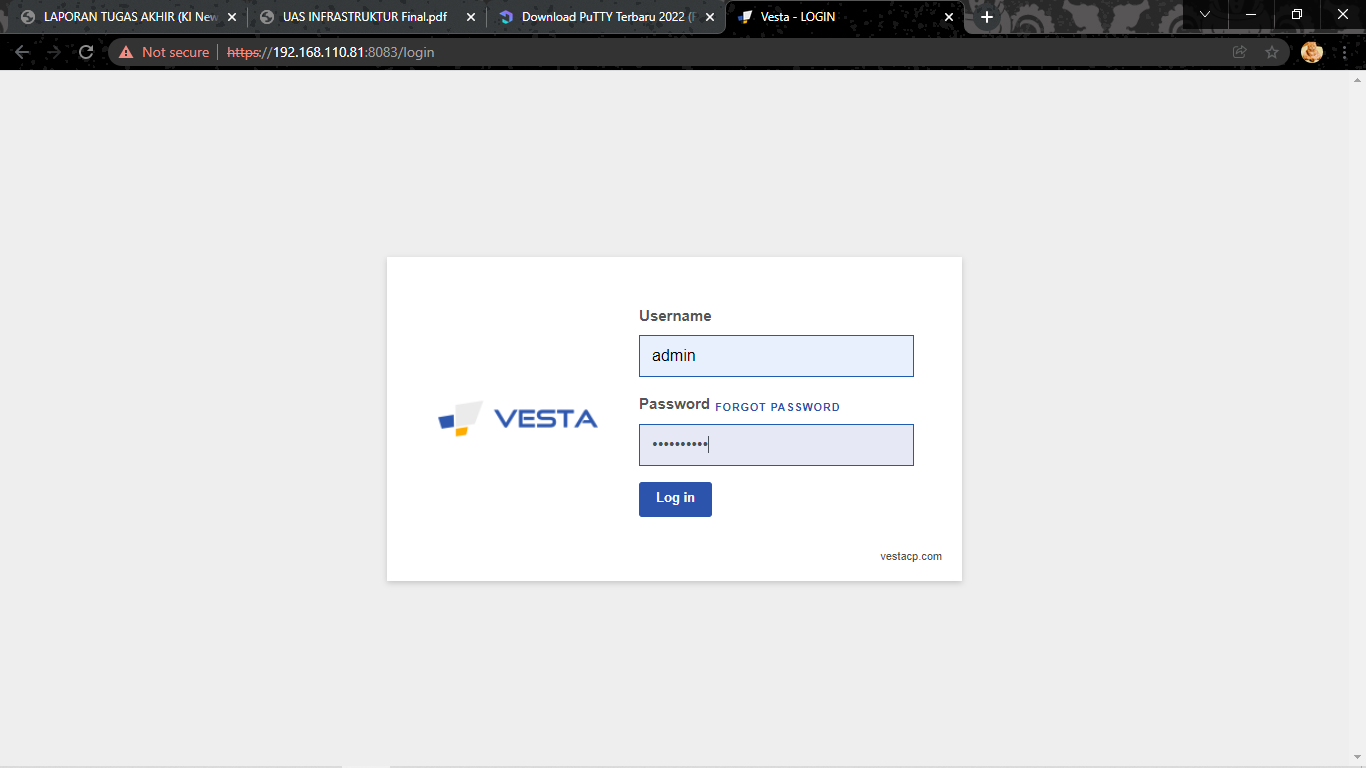 LAPORAN TUGAS AKHIR (KI New
UAS INFRASTRUKTUR Final.pdf
Download PuTTY Terbaru 2022 (F
Vesta - LOGIN
Not secure
https://192.168.110.81:8083/login
Username
admin
VESTA
Password FORGOT PASSWORD
••••••••••
Log in
vestacp.com